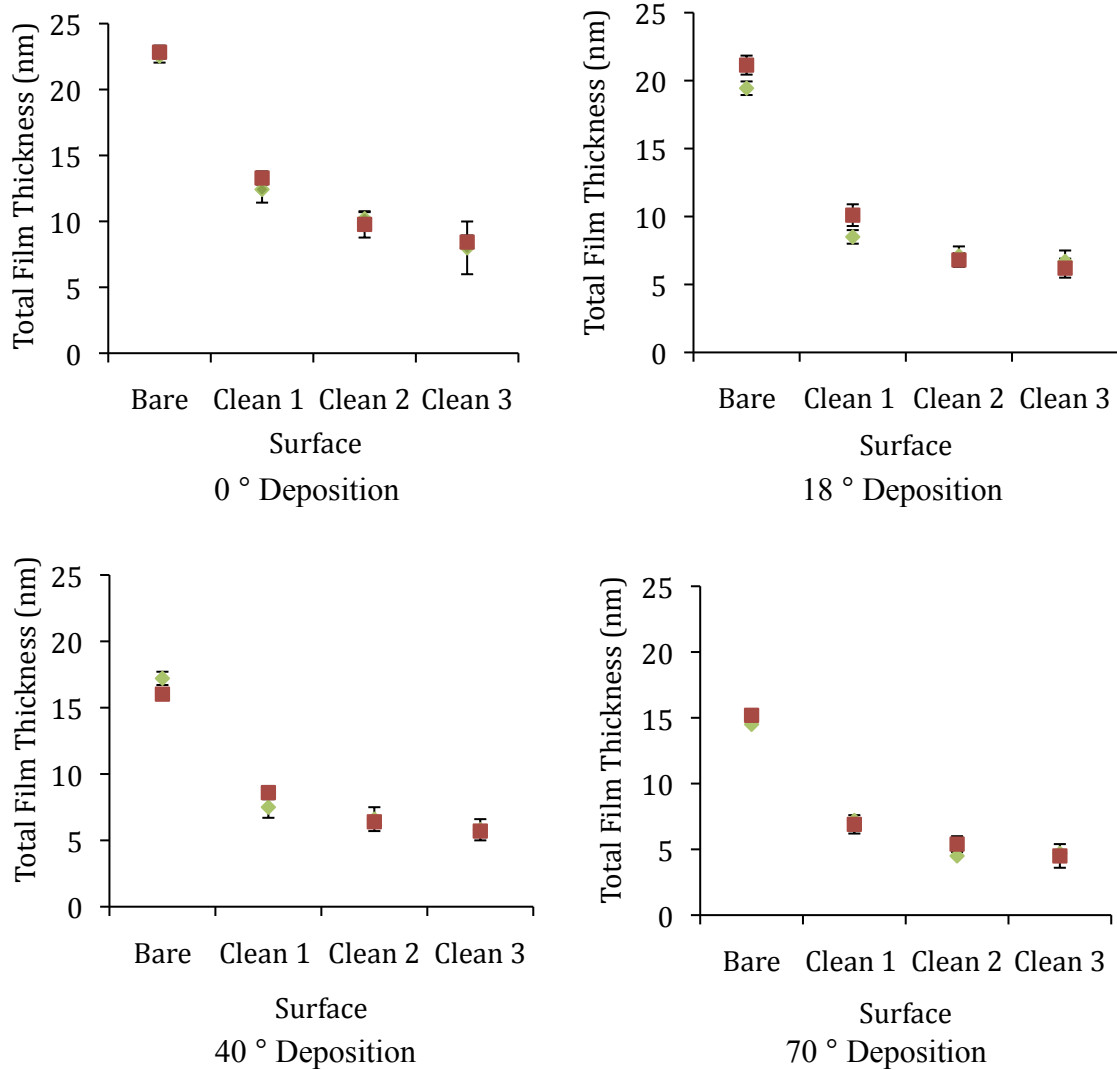 Total Film Thickness (nm)
25
20
15
10
5
0
Bare Clean 1 Clean 2 Clean 3
Surface
0 ° Deposition
Total Film Thickness (nm)
25
20
15
10
5
0
Bare Clean 1 Clean 2 Clean 3
Surface
18 ° Deposition
Total Film Thickness (nm)
25
20
15
10
5
0
Bare Clean 1 Clean 2 Clean 3
Surface
40 ° Deposition
Total Film Thickness (nm)
25
20
15
10
5
0
Bare Clean 1 Clean 2 Clean 3
Surface
70 ° Deposition